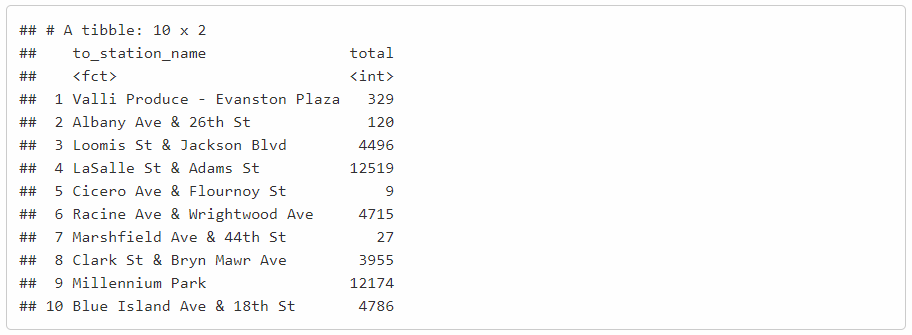 ## # A tibble: 10 x 2
##    to_station_name                total
##    <fct>                          <int>
##  1 Valli Produce - Evanston Plaza   329
##  2 Albany Ave & 26th St             120
##  3 Loomis St & Jackson Blvd        4496
##  4 LaSalle St & Adams St          12519
##  5 Cicero Ave & Flournoy St           9
##  6 Racine Ave & Wrightwood Ave     4715
##  7 Marshfield Ave & 44th St          27
##  8 Clark St & Bryn Mawr Ave        3955
##  9 Millennium Park                12174
## 10 Blue Island Ave & 18th St       4786